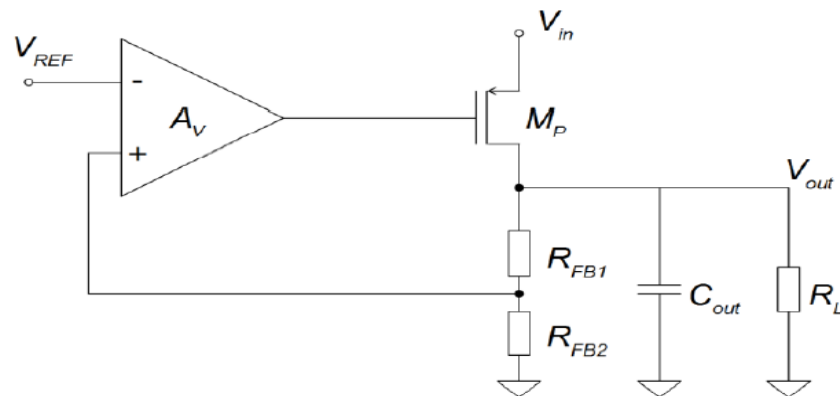 V_REF
-
A_V
+
V_in
M_P
V_out
R_FB1
R_FB2
C_out
R_L